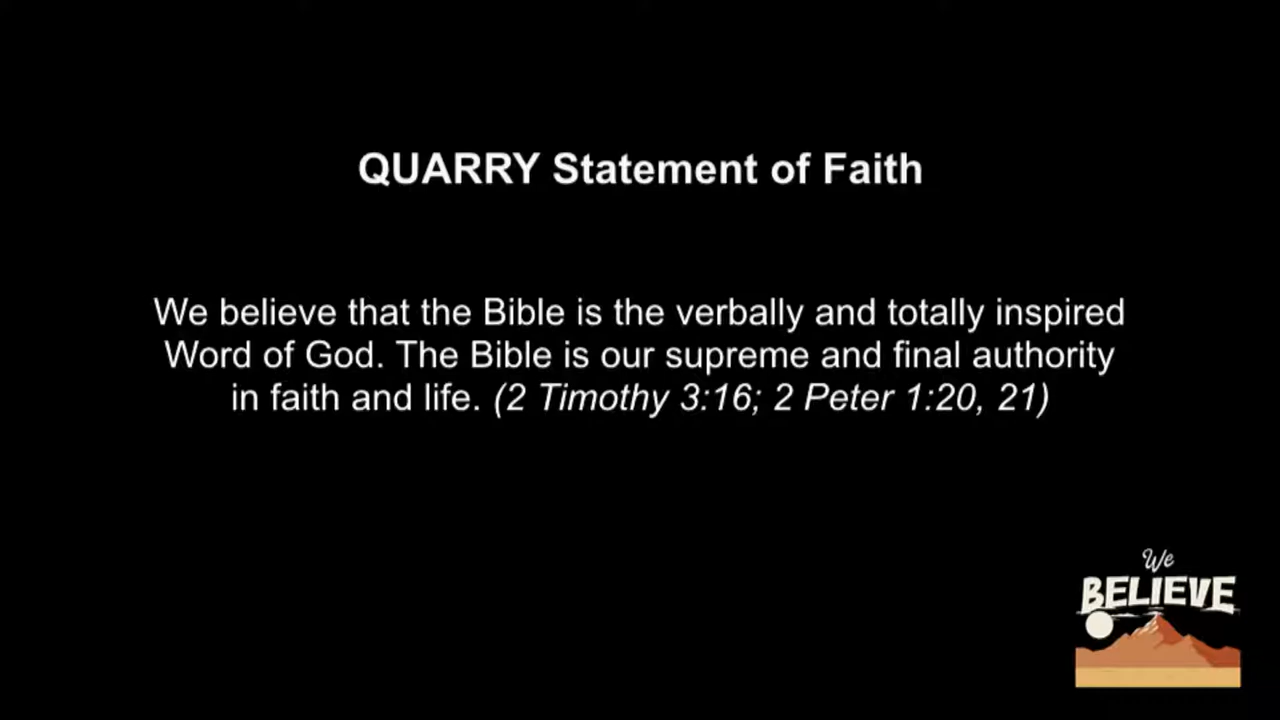 QUARRY Statement of Faith
We believe that the Bible is the verbally and totally inspired
Word of God. The Bible is our supreme and final authority
in faith and life. (2 Timothy 3:16; 2 Peter 1:20, 21)
We
BELIEVE